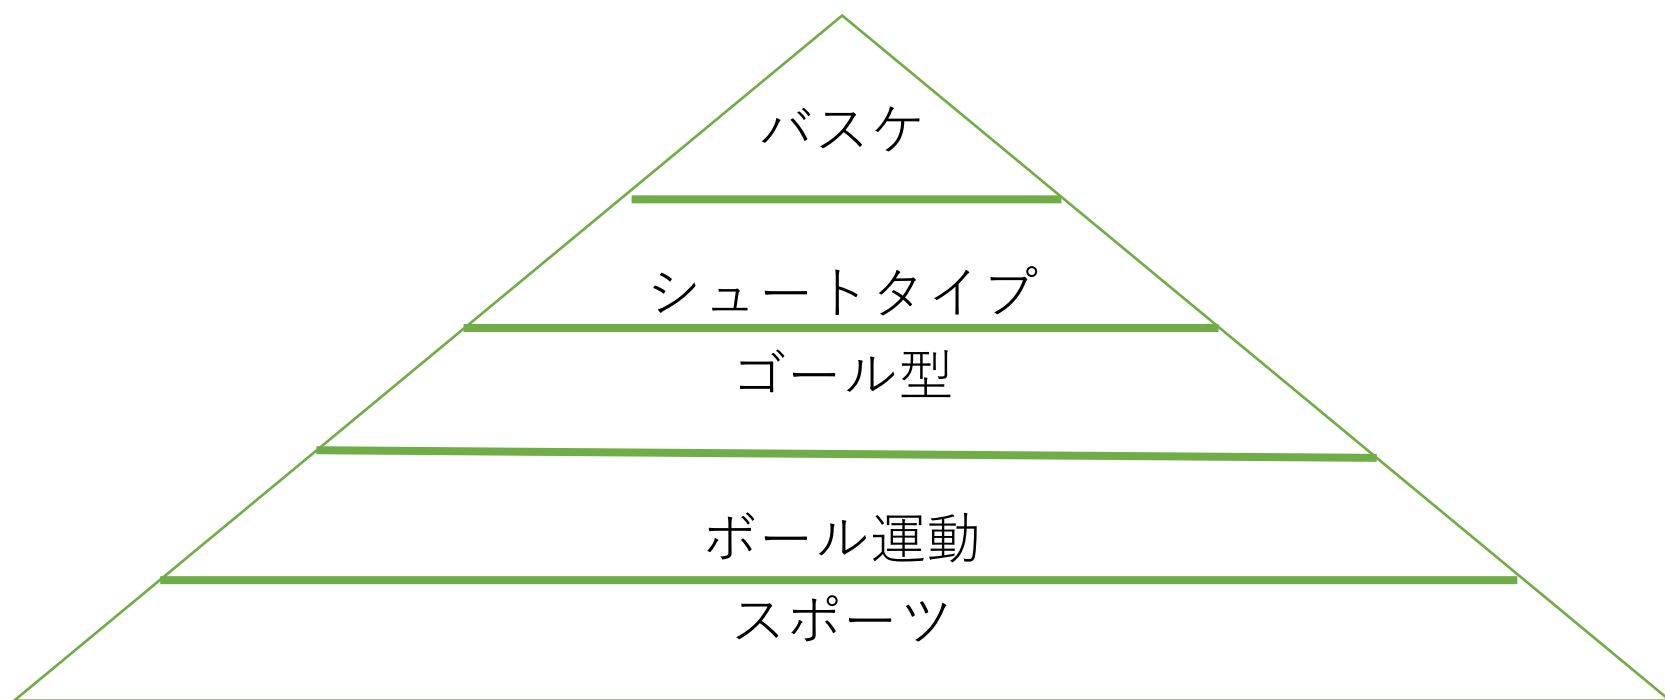 バスケ
シュートタイプ
ゴール型
ボール運動
スポーツ